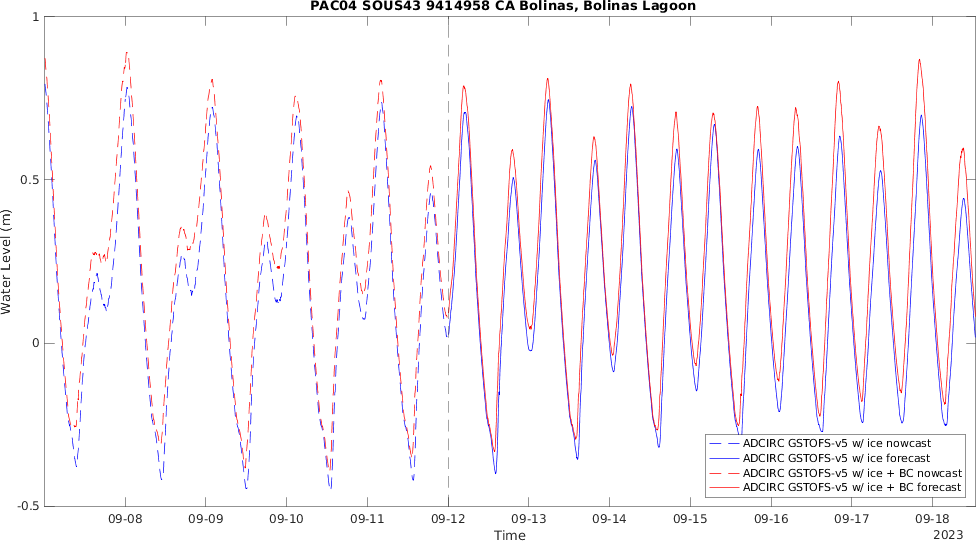 PAC04 SOUS43 9414958 CA Bolinas, Bolinas Lagoon
1
0.5
0
-0.5
Water Level (m)
ADCIRC GSTOFS-v5 w/ ice nowcast
ADCIRC GSTOFS-v5 w/ ice forecast
ADCIRC GSTOFS-v5 w/ ice + BC nowcast
ADCIRC GSTOFS-v5 w/ ice + BC forecast
09-08 09-09 09-10 09-11 09-12 09-13 09-14 09-15 09-16 09-17 09-18
Time
2023